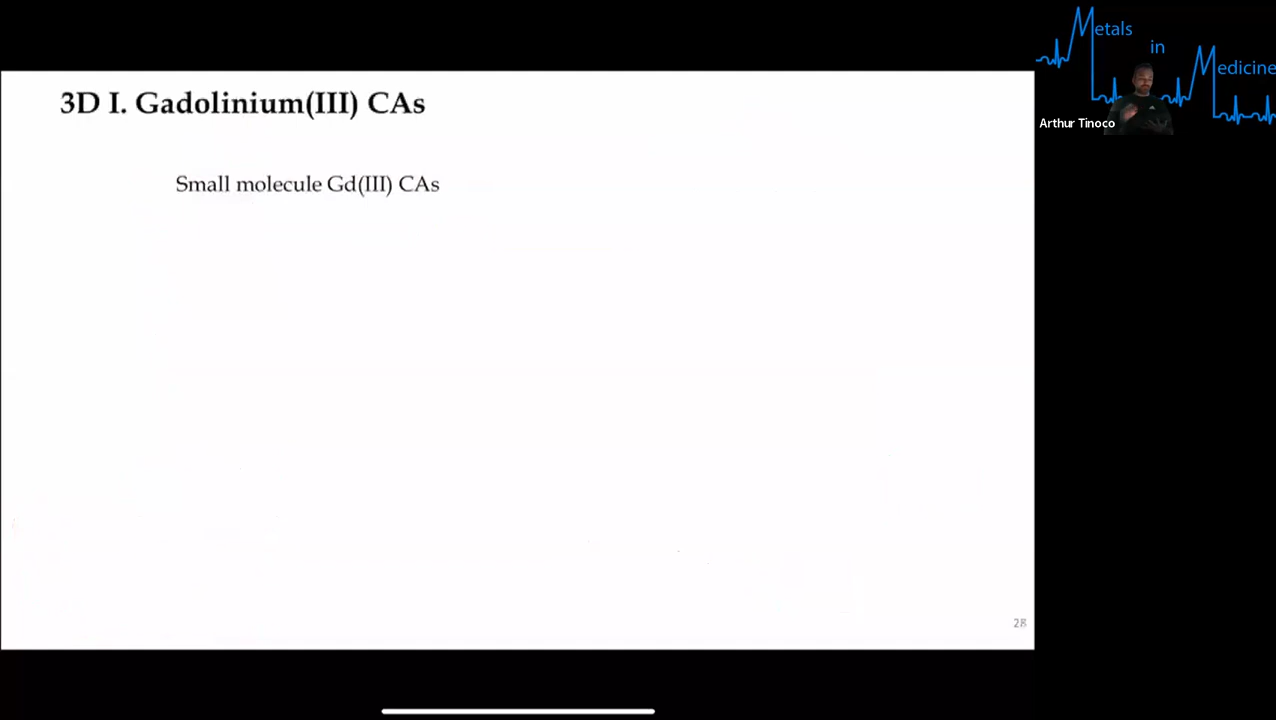 Metals
in
Medicine
Arthur Tinoco
3D I. Gadolinium(III) CAs
Small molecule Gd(III) CAs
28